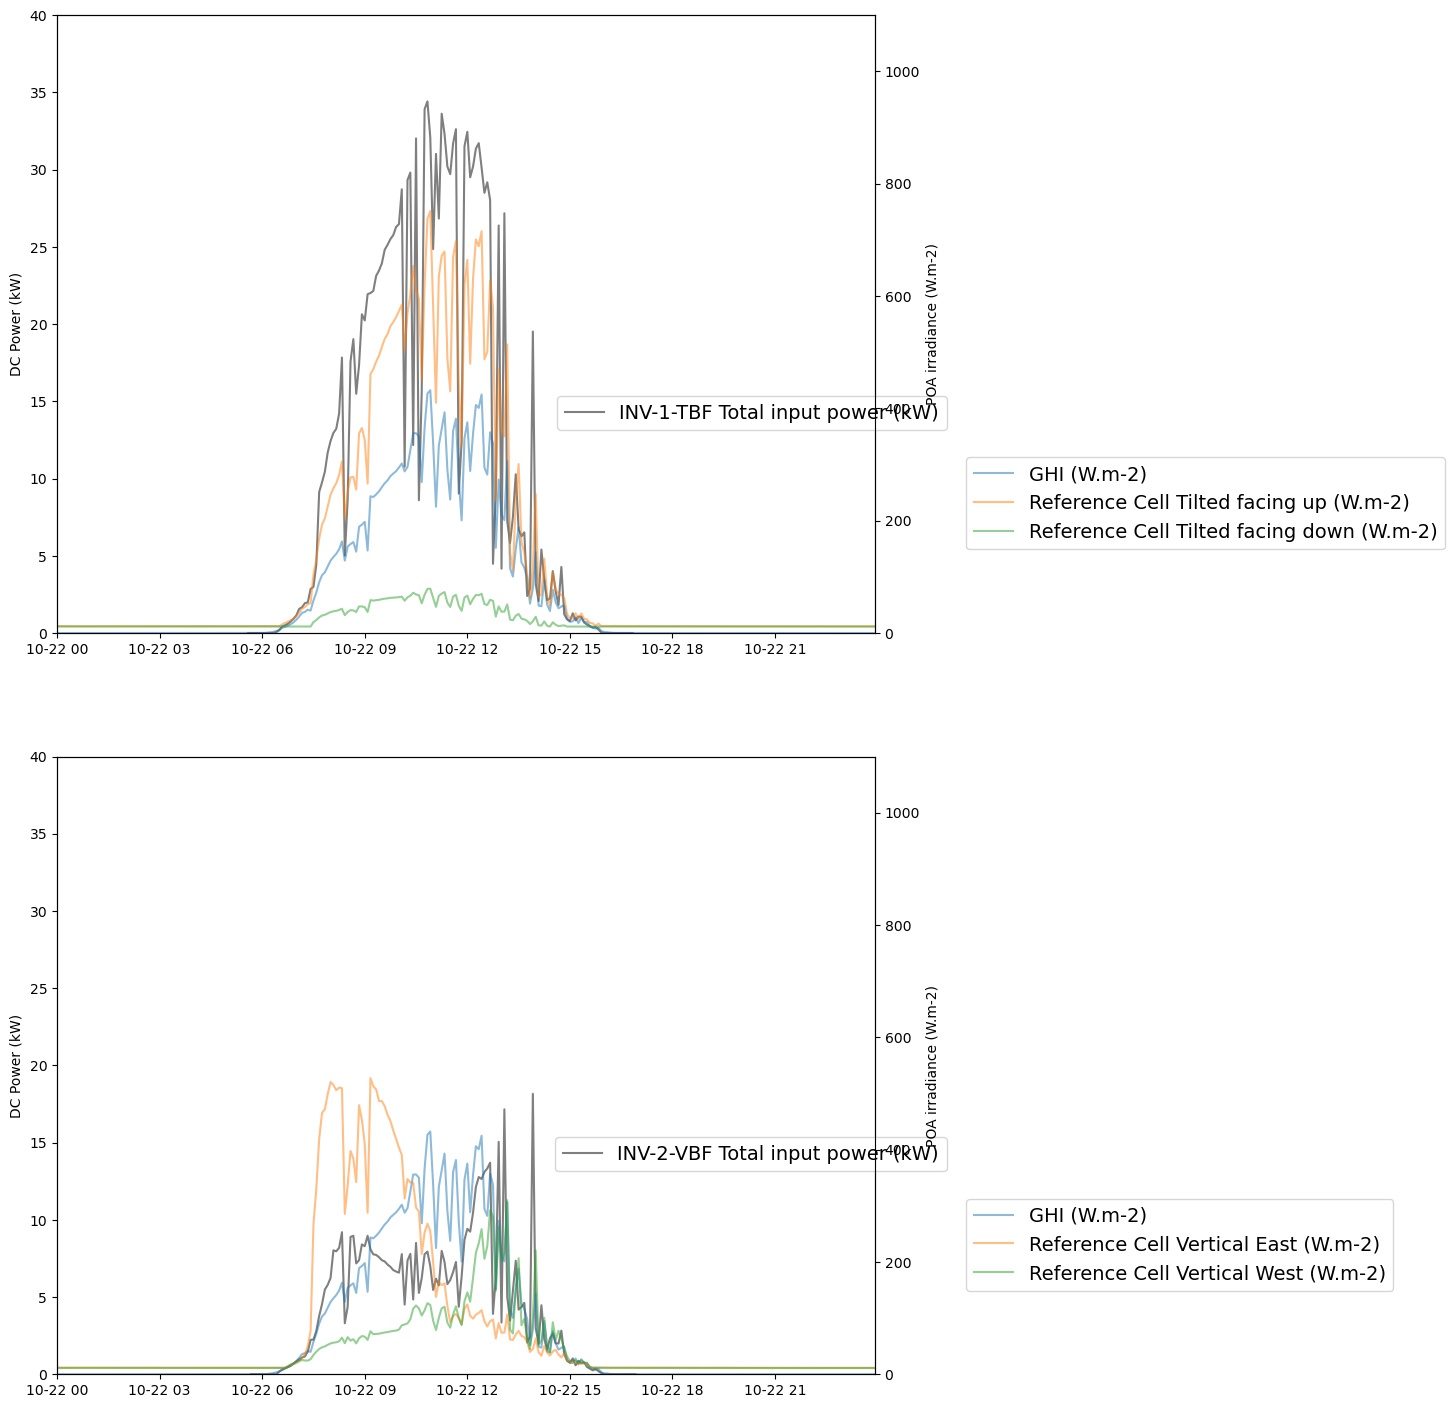 40
35
30
25
20
15
10
5
0
DC Power (kW)
1000
800
600
400
200
0
POA irradiance (W.m-2)
INV-1-TBF Total input power (kW)
GHI (W.m-2)
Reference Cell Tilted facing up (W.m-2)
Reference Cell Tilted facing down (W.m-2)
10-22 00 10-22 03 10-22 06 10-22 09 10-22 12 10-22 15 10-22 18 10-22 21
40
35
30
25
20
15
10
5
0
DC Power (kW)
1000
800
600
400
200
0
POA irradiance (W.m-2)
INV-2-VBF Total input power (kW)
GHI (W.m-2)
Reference Cell Vertical East (W.m-2)
Reference Cell Vertical West (W.m-2)
10-22 00 10-22 03 10-22 06 10-22 09 10-22 12 10-22 15 10-22 18 10-22 21